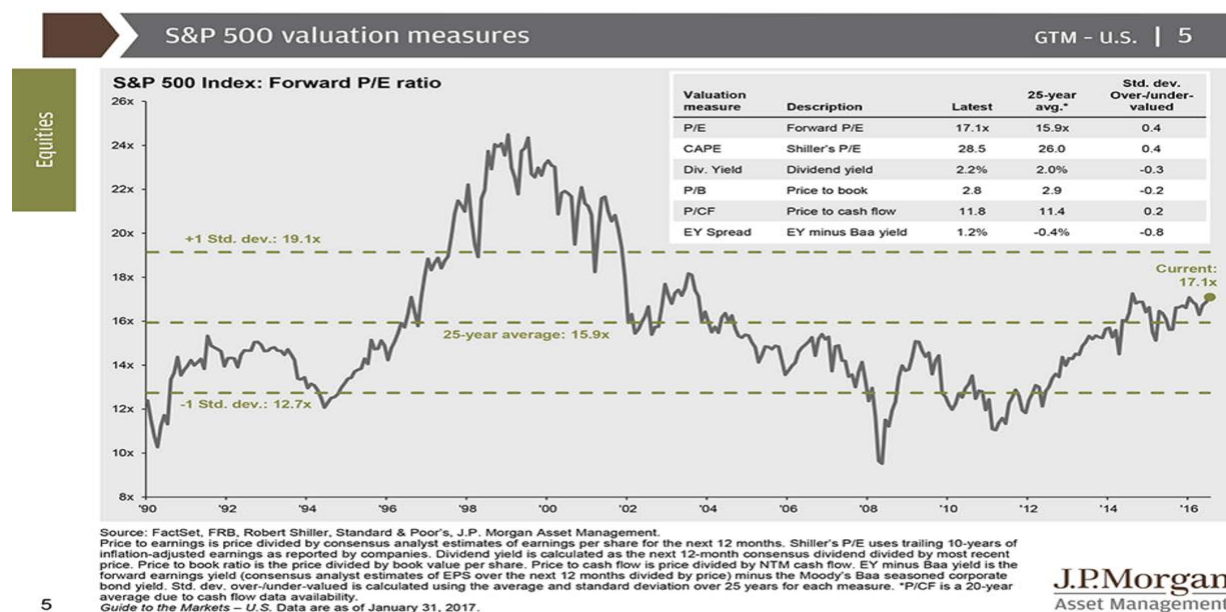 S&P 500 valuation measures
GTM – U.S. | 5
Equities
S&P 500 Index: Forward P/E ratio
26x
24x
22x
20x
18x
16x
14x
12x
10x
8x
Valuation measure Description Latest 25-year avg.* Std. dev. Over-/under-valued
P/E Forward P/E 17.1x 15.9x 0.4
CAPE Shiller's P/E 28.5 26.0 0.4
Div. Yield Dividend yield 2.2% 2.0% -0.3
P/B Price to book 2.8 2.9 -0.2
P/CF Price to cash flow 11.8 11.4 0.2
EY Spread EY minus Baa yield 1.2% -0.4% -0.8
+1 Std. dev.: 19.1x
Current:
17.1x
25-year average: 15.9x
-1 Std. dev.: 12.7x
'90 '92 '94 '96 '98 '00 '02 '04 '06 '08 '10 '12 '14 '16
Source: FactSet, FRB, Robert Shiller, Standard & Poor's, J.P. Morgan Asset Management.
Price to earnings is price divided by consensus analyst estimates of earnings per share for the next 12 months. Shiller's P/E uses trailing 10-years of
inflation-adjusted earnings as reported by companies. Dividend yield is calculated as the next 12-month consensus dividend divided by most recent
price. Price to book ratio is the price divided by book value per share. Price to cash flow is price divided by NTM cash flow. EY minus Baa yield is the
forward earnings yield (consensus analyst estimates of EPS over the next 12 months divided by price) minus the Moody's Baa seasoned corporate
bond yield. Std. dev. over-/under-valued is calculated using the average and standard deviation over 25 years for each measure. *P/CF is a 20-year
average due to cash flow data availability.
Guide to the Markets – U.S. Data are as of January 31, 2017.
5
J.P.Morgan
Asset Management